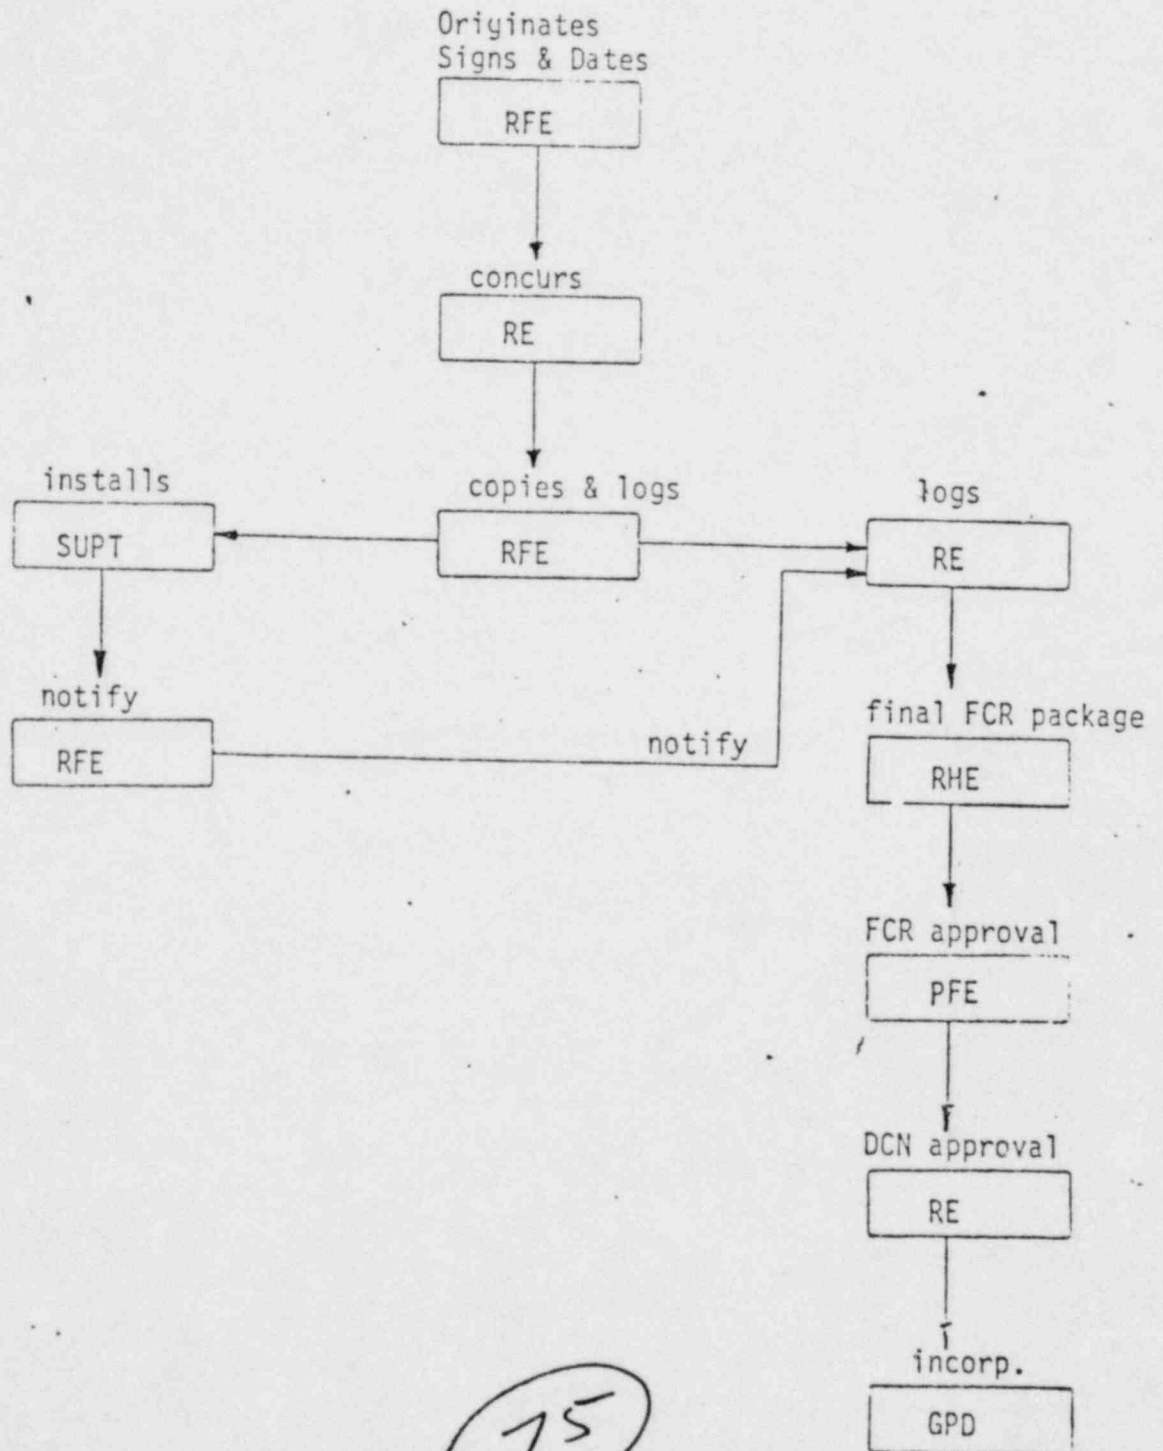 Originates
Signs & Dates
RFE
concurs
RE
installs
copies & logs
logs
SUPT
RFE
RE
notify
RFE
notify
final FCR package
RHE
FCR approval
PFE
DCN approval
RE
incorp.
GPD
15